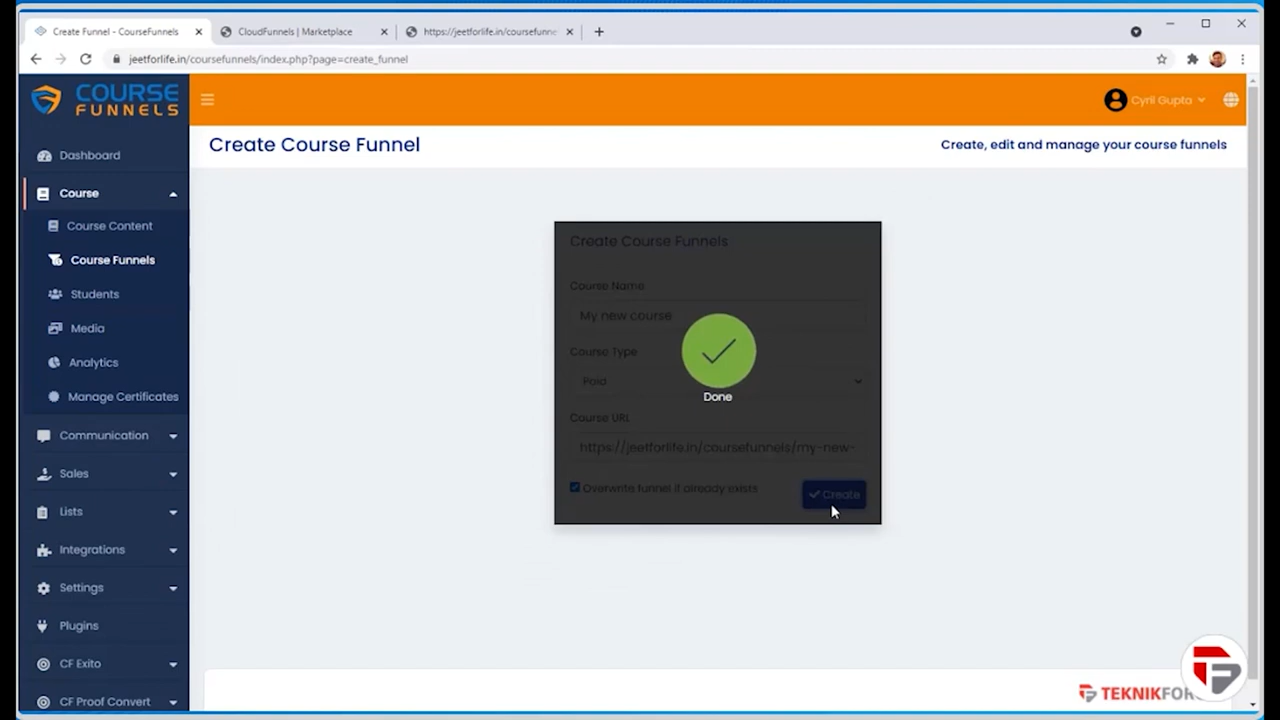 Create Funnel - CourseFunnels
CloudFunnels | Marketplace
https://jeetforlife.in/coursefunne
jeetforlife.in/coursefunnels/index.php?page=create_funnel
COURSE
FUNNELS
Cyril Gupta
Create Course Funnel
Create, edit and manage your course funnels
Dashboard
Course
Course Content
Course Funnels
Students
Media
Analytics
Manage Certificates
Communication
Sales
Lists
Integrations
Settings
Plugins
CF Exito
CF Proof Convert
Create Course Funnels
Course Name
My new course
Course Type
Paid
Done
Course URL
https://jeetforlife.in/coursefunnels/my-new-
Overwrite funnel if already exists
Create
TEKNIKFOR